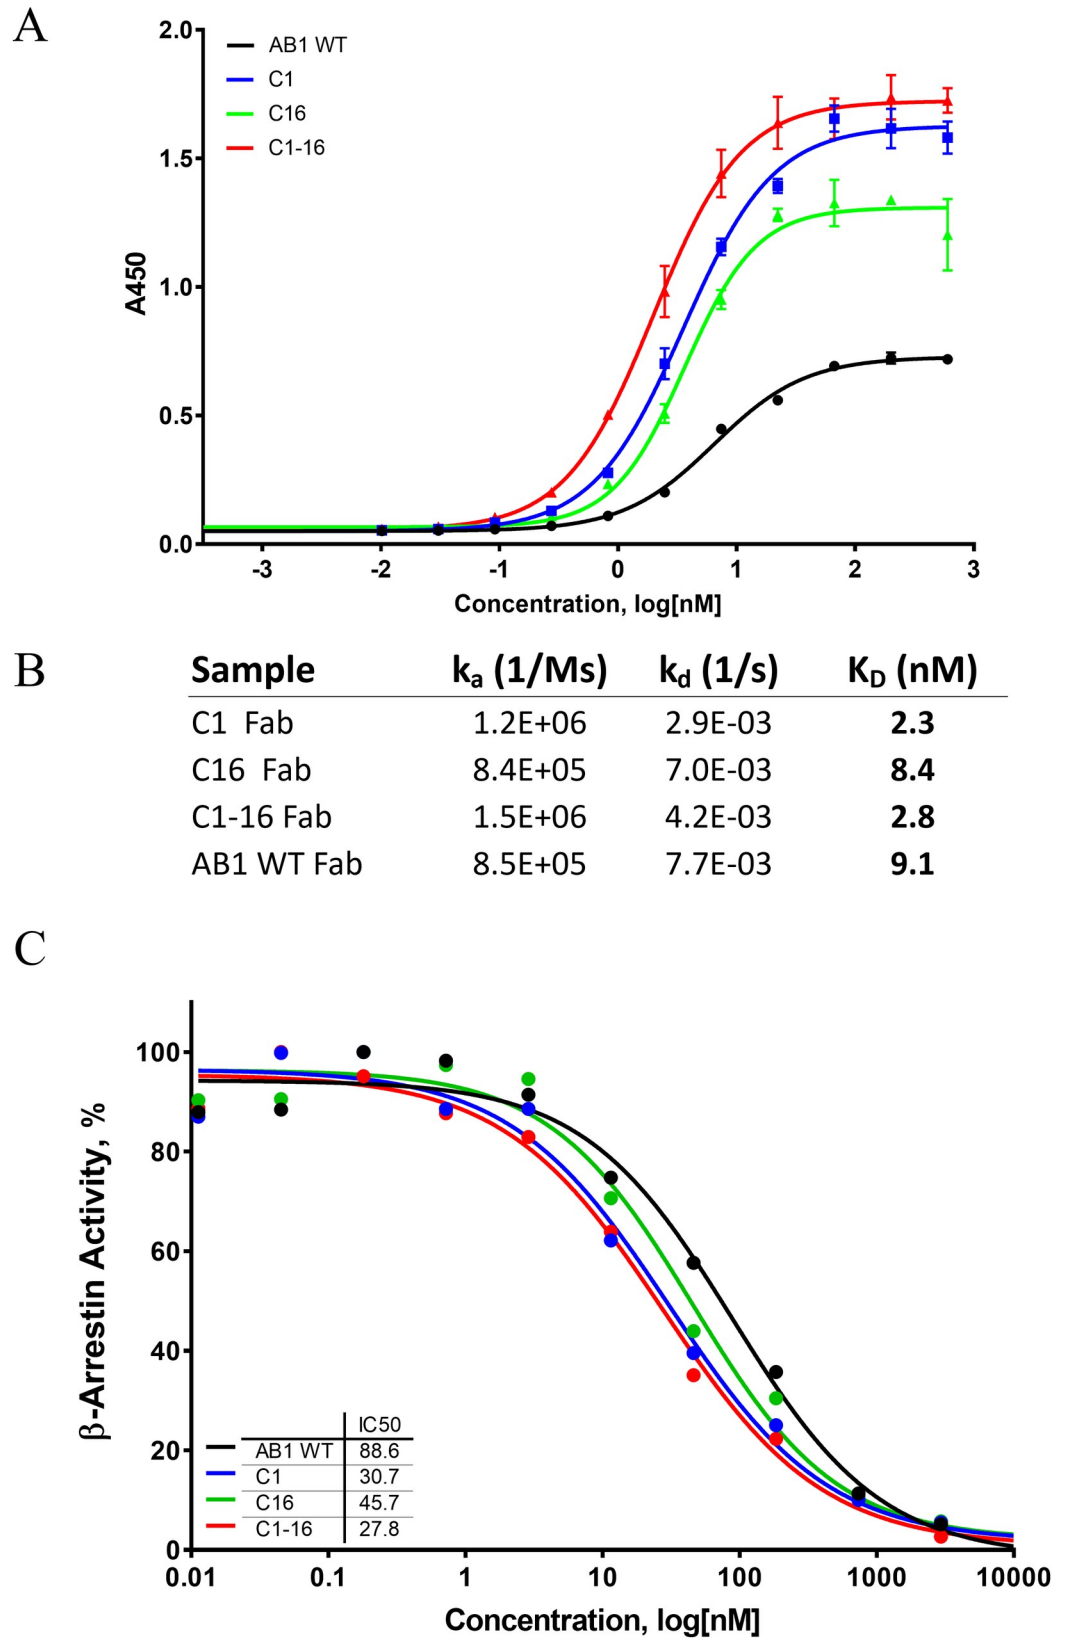 A
2.0
AB1 WT
C1
C16
C1-16
1.5
1.0
0.5
0.0
A450
-3 -2 -1 0 1 2 3
Concentration, log[nM]
B
Sample ka (1/Ms) kd (1/s) KD (nM)
C1 Fab 1.2E+06 2.9E-03 2.3
C16 Fab 8.4E+05 7.0E-03 8.4
C1-16 Fab 1.5E+06 4.2E-03 2.8
AB1 WT Fab 8.5E+05 7.7E-03 9.1
C
100
80
60
40
20
0
β-Arrestin Activity, %
IC50
AB1 WT 88.6
C1 30.7
C16 45.7
C1-16 27.8
0.01 0.1 1 10 100 1000 10000
Concentration, log[nM]